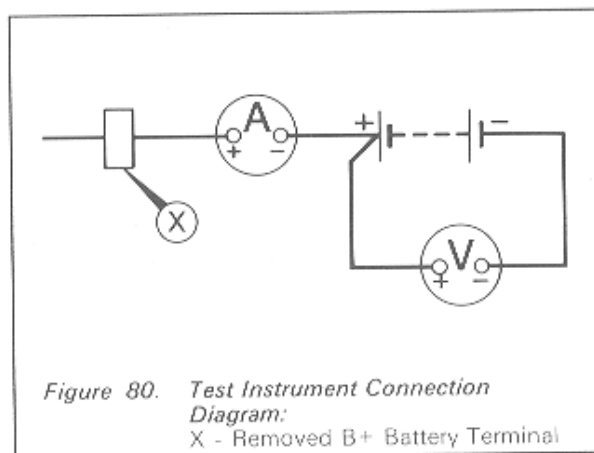 A
+ -
+ -
X
V
+ -
Figure 80. Test Instrument Connection
Diagram:
X - Removed B+ Battery Terminal